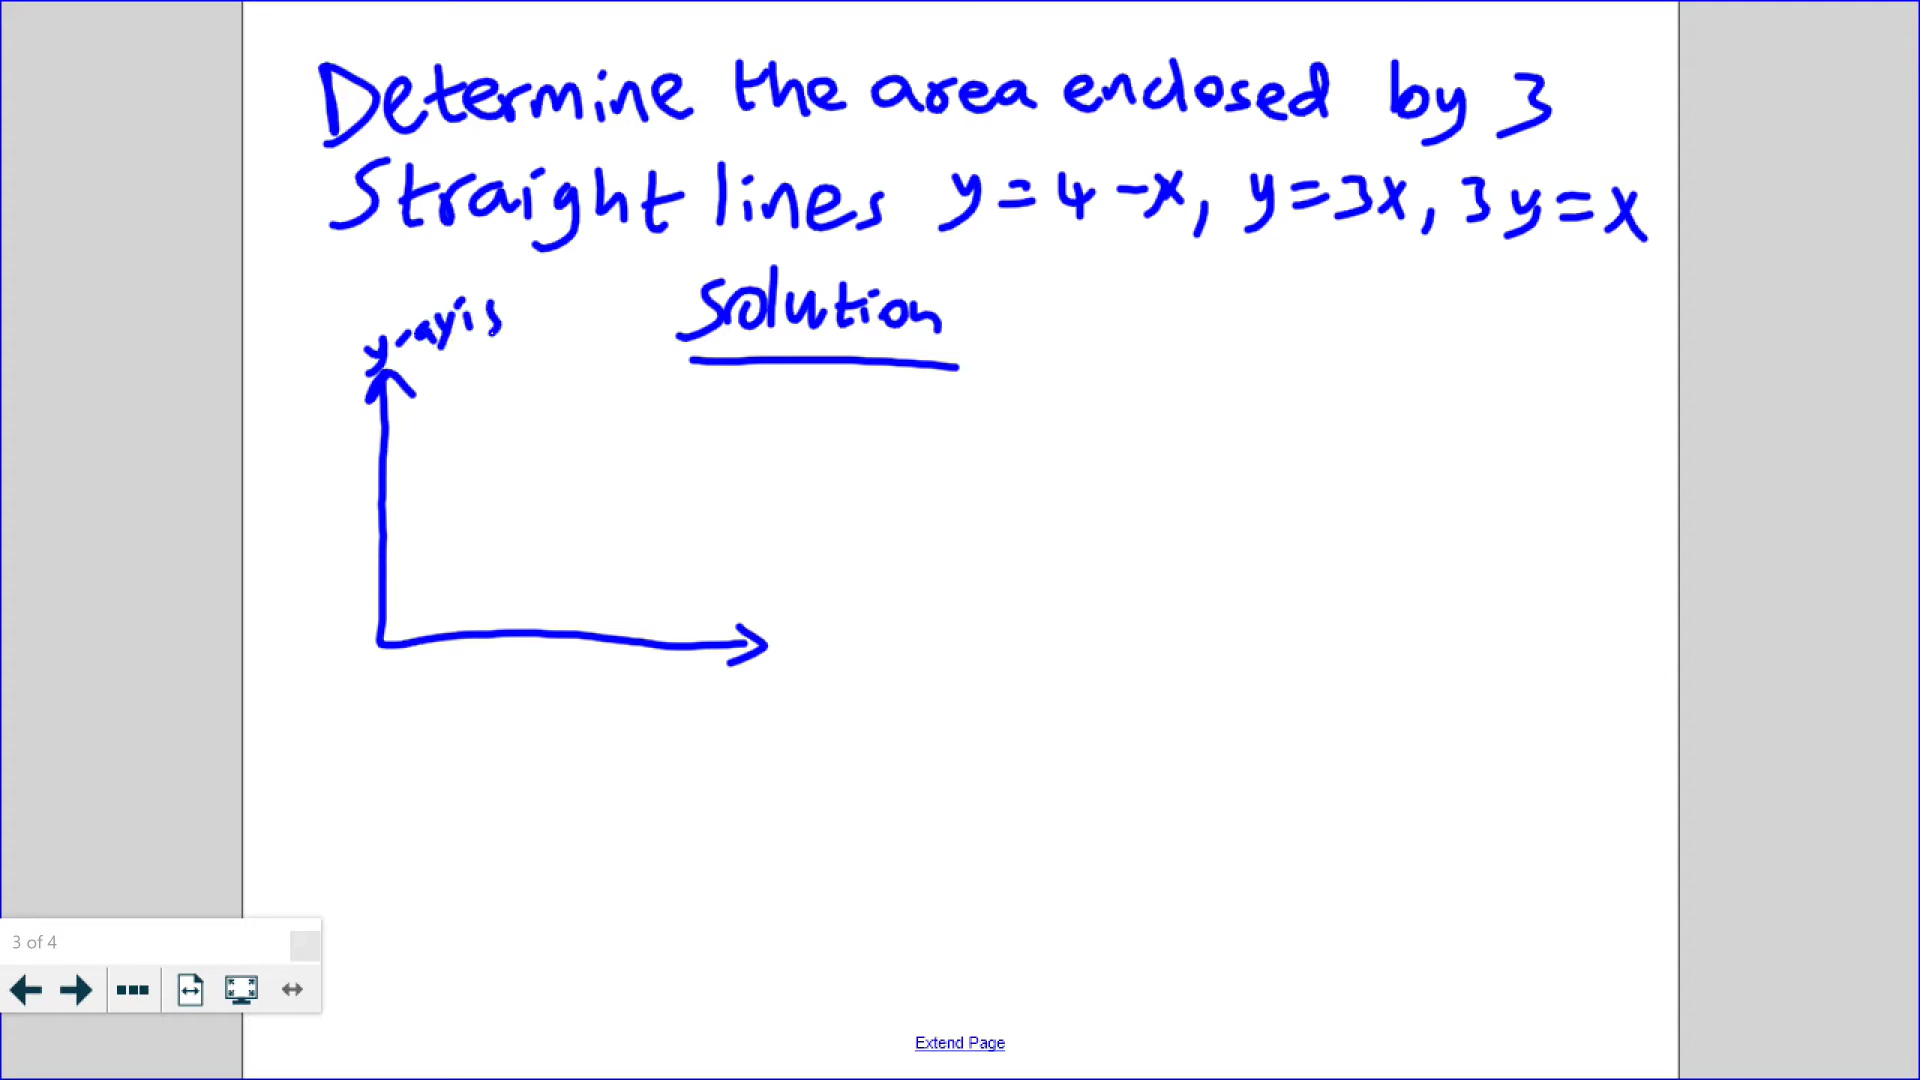 Determine the area enclosed by 3
Straight lines y=4-x, y=3x, 3y=x
Solution
y-axis
3 of 4
Extend Page